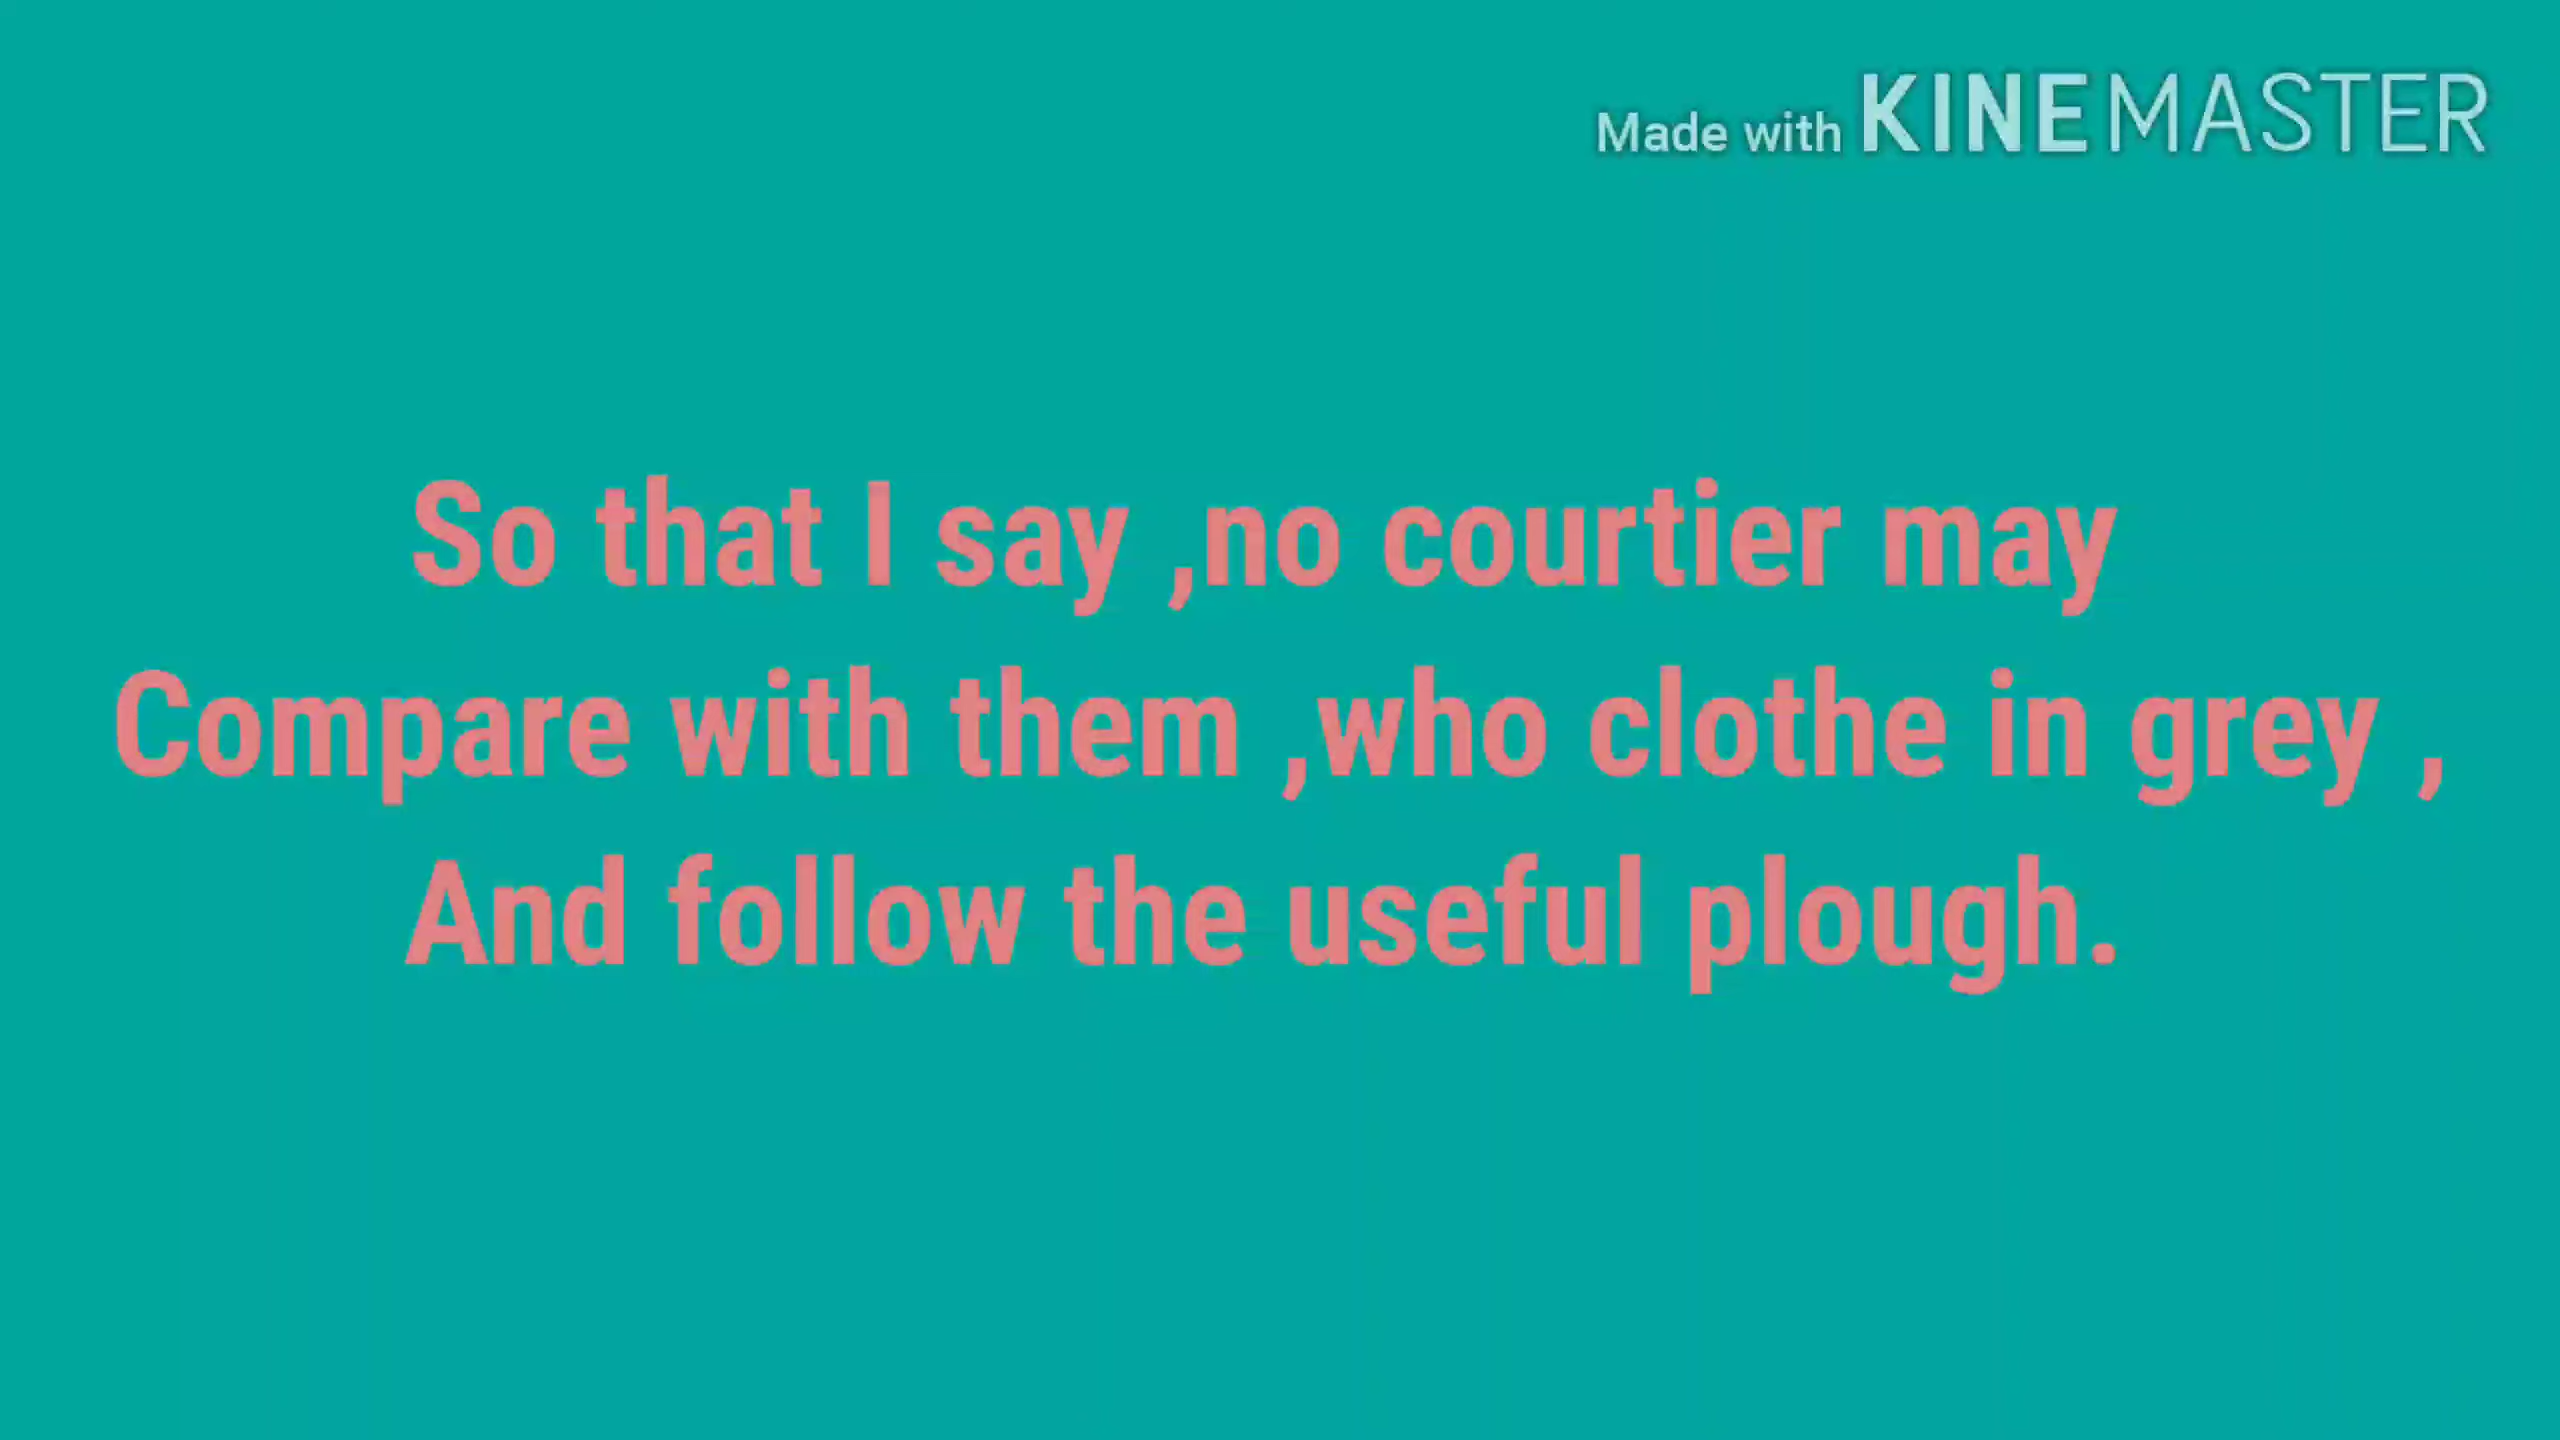 Made with KINEMASTER
So that I say ,no courtier may
Compare with them ,who clothe in grey ,
And follow the useful plough.